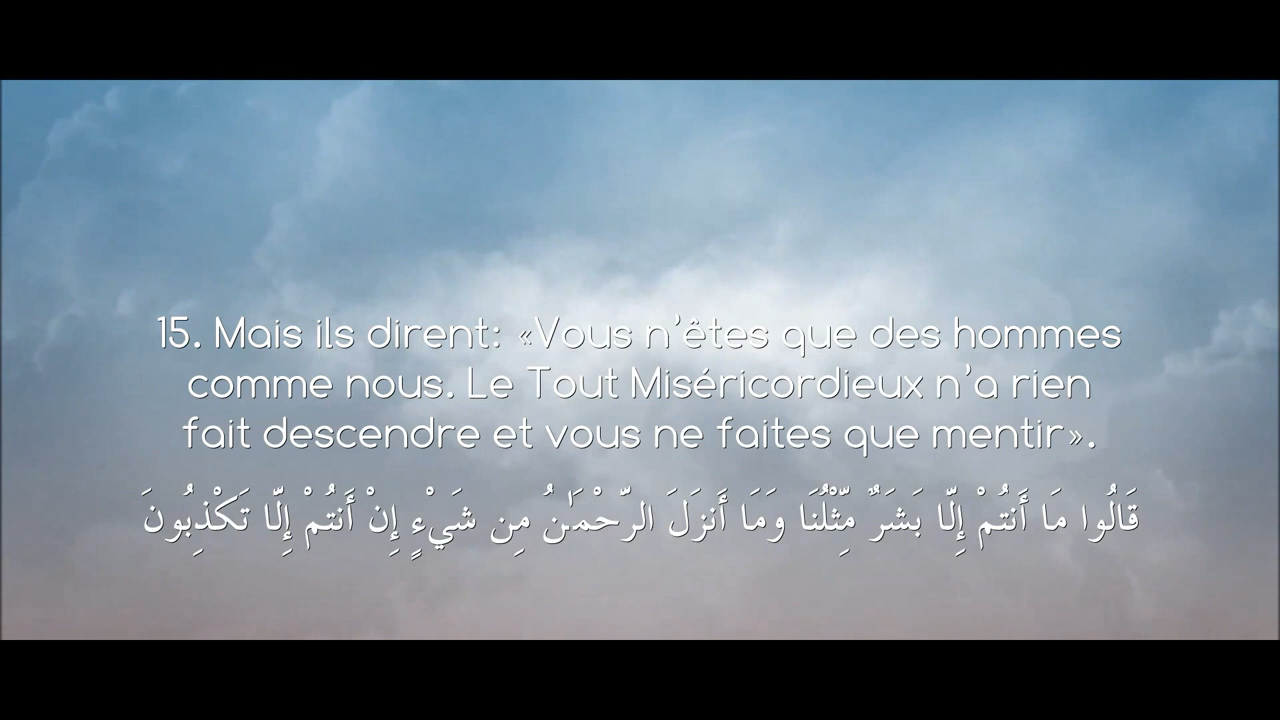 15. Mais ils dirent: «Vous n’êtes que des hommes
comme nous. Le Tout Miséricordieux n’a rien
fait descendre et vous ne faites que mentir».
قَالُوا مَا أَنتُمْ إِلَّا بَشَرٌ مِّثْلُنَا وَمَا أَنزَلَ الرَّحْمَٰنُ مِن شَيْءٍ إِنْ أَنتُمْ إِلَّا تَكْذِبُونَ